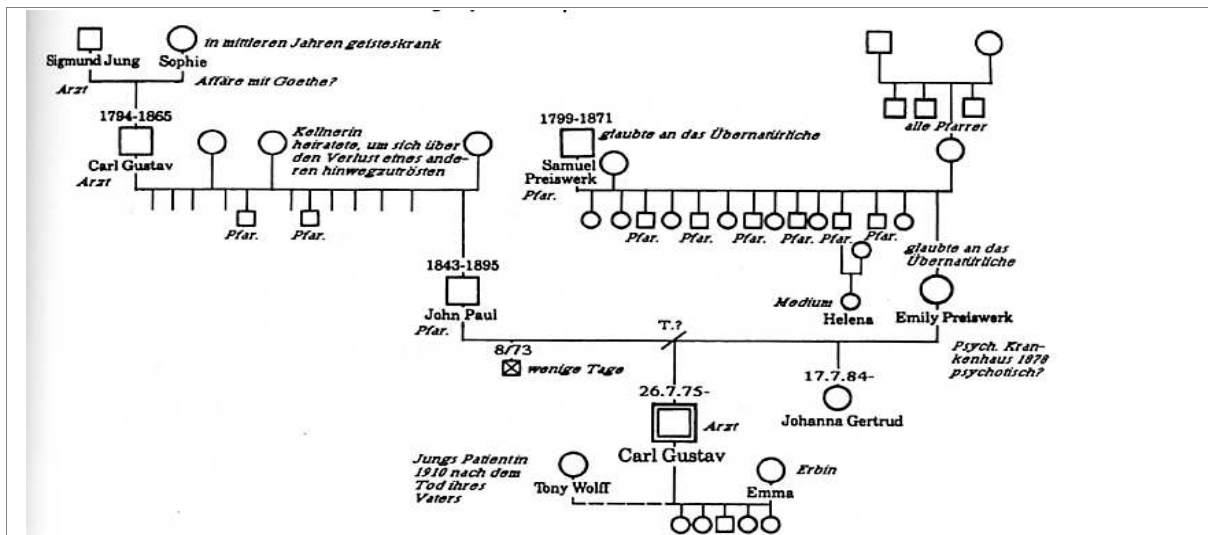 in mittleren Jahren geisteskrank
Sigmund Jung
Sophie
Affäre mit Goethe?
Arzt
1794-1865
Carl Gustav
Arzt
Kellnerin
heiratete, um sich über
den Verlust eines ande-
ren hinwegzutrösten
Pfar.
Pfar.
1799-1871
glaubte an das Übernatürliche
Samuel
Preiswerk
Pfar.
alle Pfarrer
Pfar.
Pfar.
Pfar.
Pfar.
Pfar.
Pfar.
glaubte an das
Übernatürliche
1843-1895
John Paul
Pfar.
Medium
Helena
Emily Preiswerk
T.?
Psych. Kran-
kenhaus 1878
psychotisch?
8/73
wenige Tage
26.7.75-
Arzt
Carl Gustav
17.7.84-
Johanna Gertrud
Jungs Patientin
1910 nach dem
Tod ihres
Vaters
Tony Wolff
Erbin
Emma